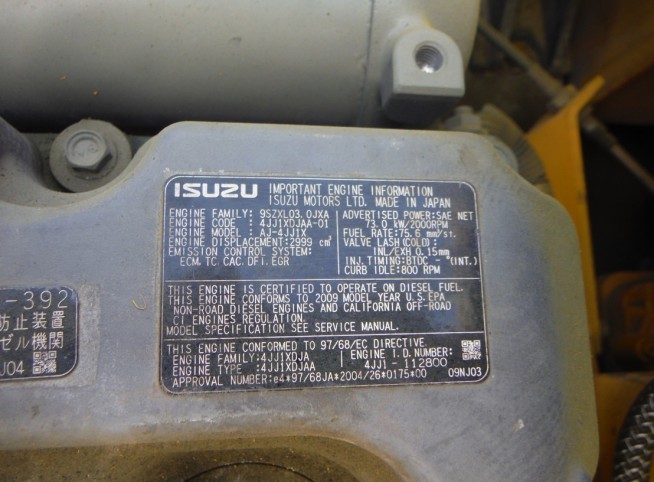 ISUZU IMPORTANT ENGINE INFORMATION
ISUZU MOTORS LTD. MADE IN JAPAN
ENGINE FAMILY: 9SZXL03.0JXA
ENGINE CODE: 4JJ1X0JAA-01
ENGINE MODEL: AJ-4JJ1X
ENGINE DISPLACEMENT: 2999 cm³
EMISSION CONTROL SYSTEM:
ECM, TC, CAC, DFI, EGR
ADVERTISED POWER: SAE NET
73.0 kW/2000RPM
FUEL RATE: 75.6 mm³/st.
VALVE LASH (COLD):
INL/EXH 0.15mm
INJ. TIMING: BTDC - ° (INT.)
CURB IDLE: 800 RPM
THIS ENGINE IS CERTIFIED TO OPERATE ON DIESEL FUEL.
THIS ENGINE CONFORMS TO 2009 MODEL YEAR U.S. EPA
NON-ROAD DIESEL ENGINES AND CALIFORNIA OFF-ROAD
CI ENGINES REGULATION.
MODEL SPECIFICATION SEE SERVICE MANUAL.
THIS ENGINE CONFORMED TO 97/68/EC DIRECTIVE.
ENGINE FAMILY: 4JJ1XDJA
ENGINE TYPE: 4JJ1XDJAA
ENGINE I.D. NUMBER:
4JJ1 - 112800
APPROVAL NUMBER: e4*97/68JA*2004/26*0175*00 09NJ03
-392
防止装置
ゼル機関
J04